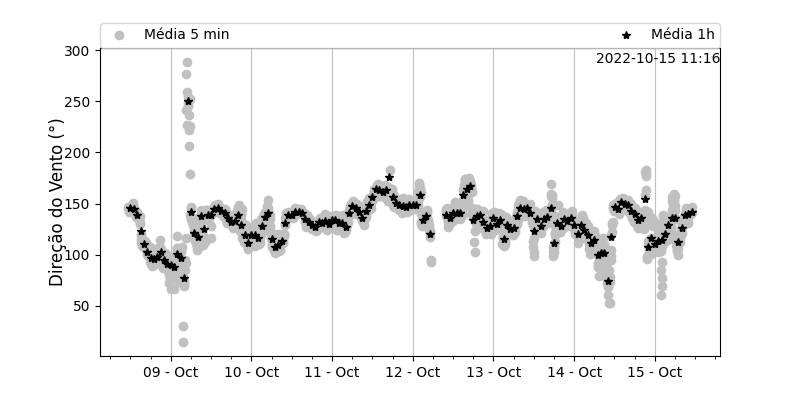 Média 5 min
Média 1h
2022-10-15 11:16
Direção do Vento (°)
300
250
200
150
100
50
09 - Oct
10 - Oct
11 - Oct
12 - Oct
13 - Oct
14 - Oct
15 - Oct